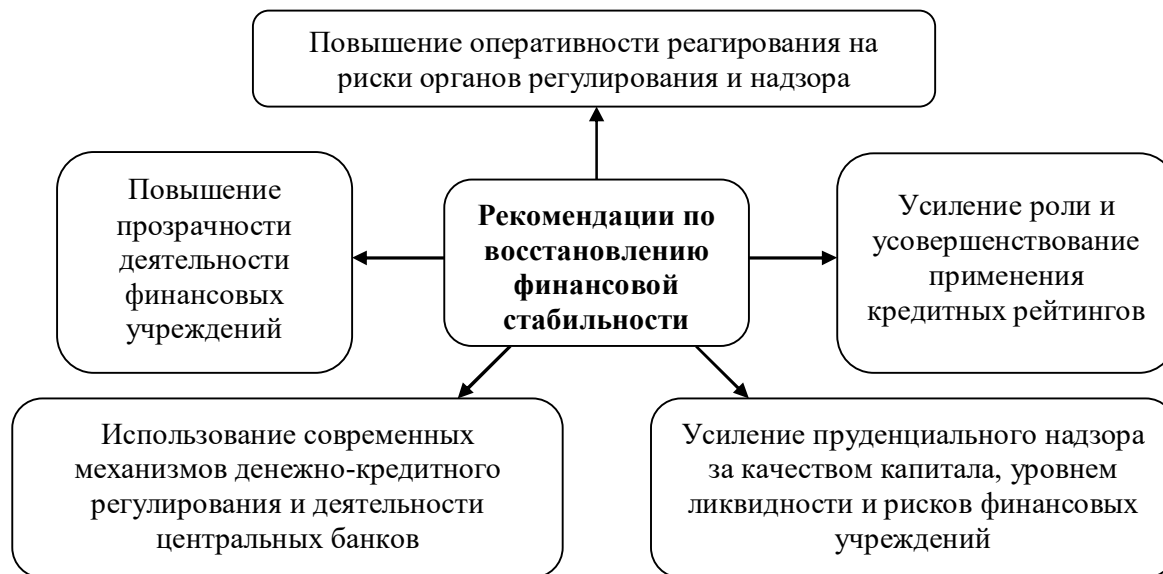 Повышение оперативности реагирования на
риски органов регулирования и надзора
Повышение
прозрачности
деятельности
финансовых
учреждений
Рекомендации по
восстановлению
финансовой
стабильности
Усиление роли и
усовершенствование
применения
кредитных рейтингов
Использование современных
механизмов денежно-кредитного
регулирования и деятельности
центральных банков
Усиление пруденциального надзора
за качеством капитала, уровнем
ликвидности и рисков финансовых
учреждений